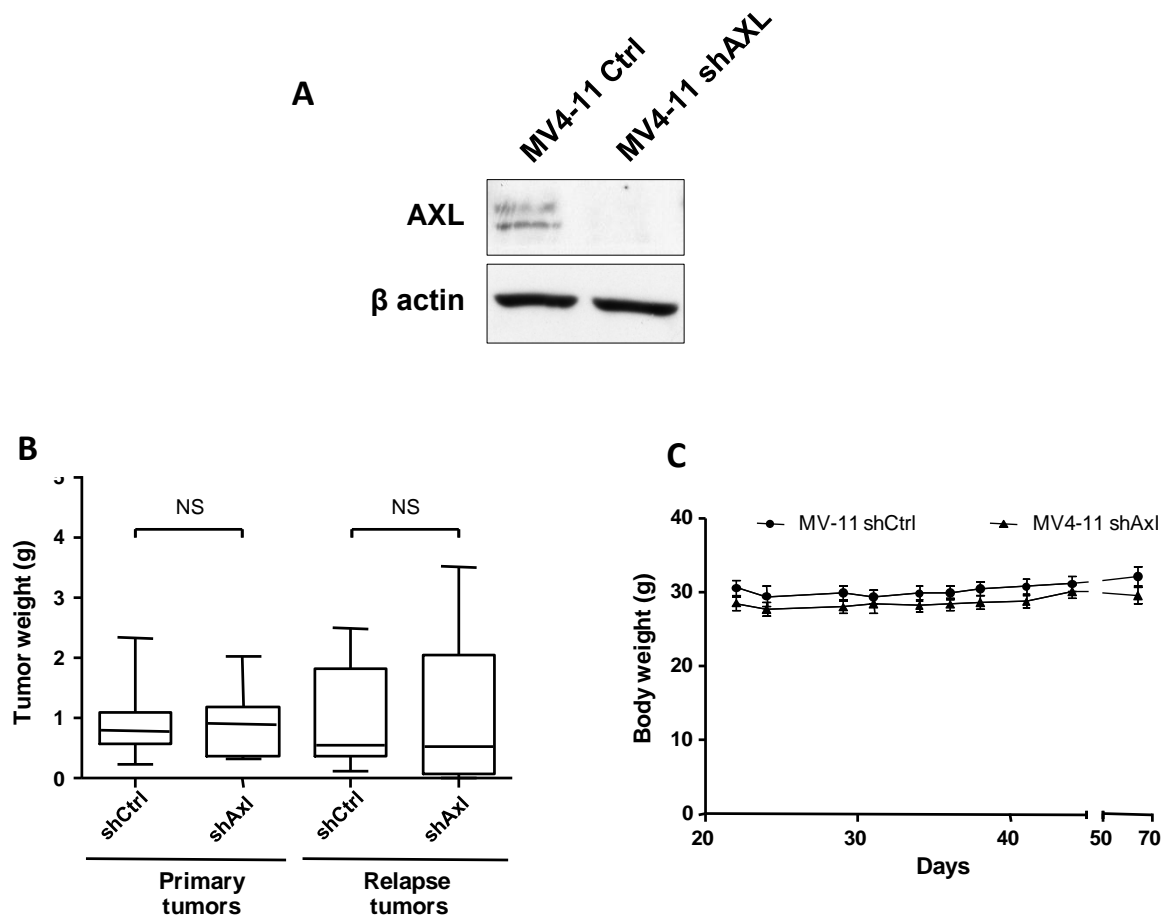 A
MV4-11 Ctrl
MV4-11 shAXL
AXL
β actin
B
Tumor weight (g)
5
4
3
2
1
0
NS
NS
shCtrl
shAxl
shCtrl
shAxl
Primary
tumors
Relapse
tumors
C
MV-11 shCtrl
MV4-11 shAxl
Body weight (g)
40
30
20
10
0
20
30
40
50
70
Days